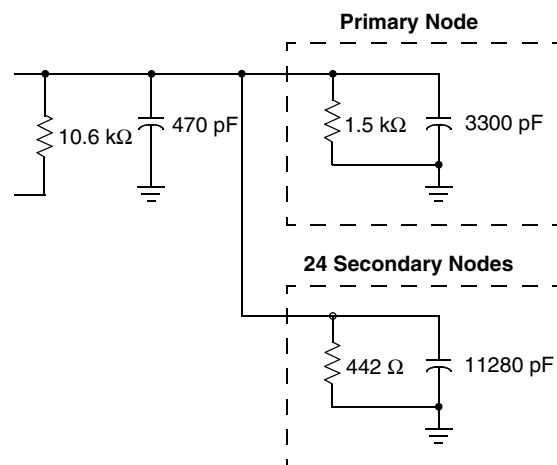 Primary Node
10.6 kΩ
470 pF
1.5 kΩ
3300 pF
24 Secondary Nodes
442 Ω
11280 pF